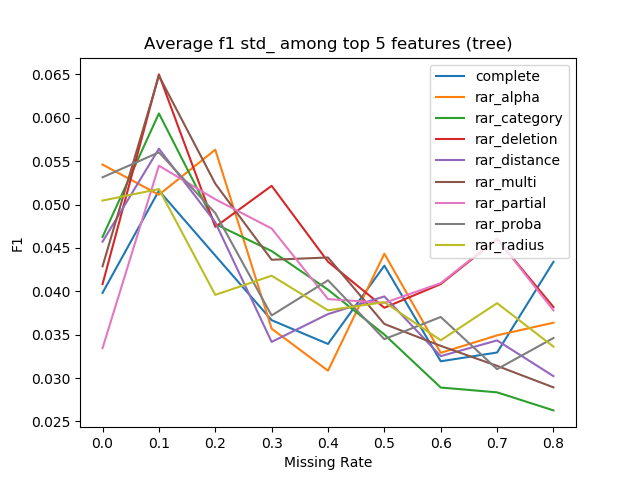 Average f1 std_ among top 5 features (tree)
F1
0.065
0.060
0.055
0.050
0.045
0.040
0.035
0.030
0.025
complete
rar_alpha
rar_category
rar_deletion
rar_distance
rar_multi
rar_partial
rar_proba
rar_radius
0.0 0.1 0.2 0.3 0.4 0.5 0.6 0.7 0.8
Missing Rate